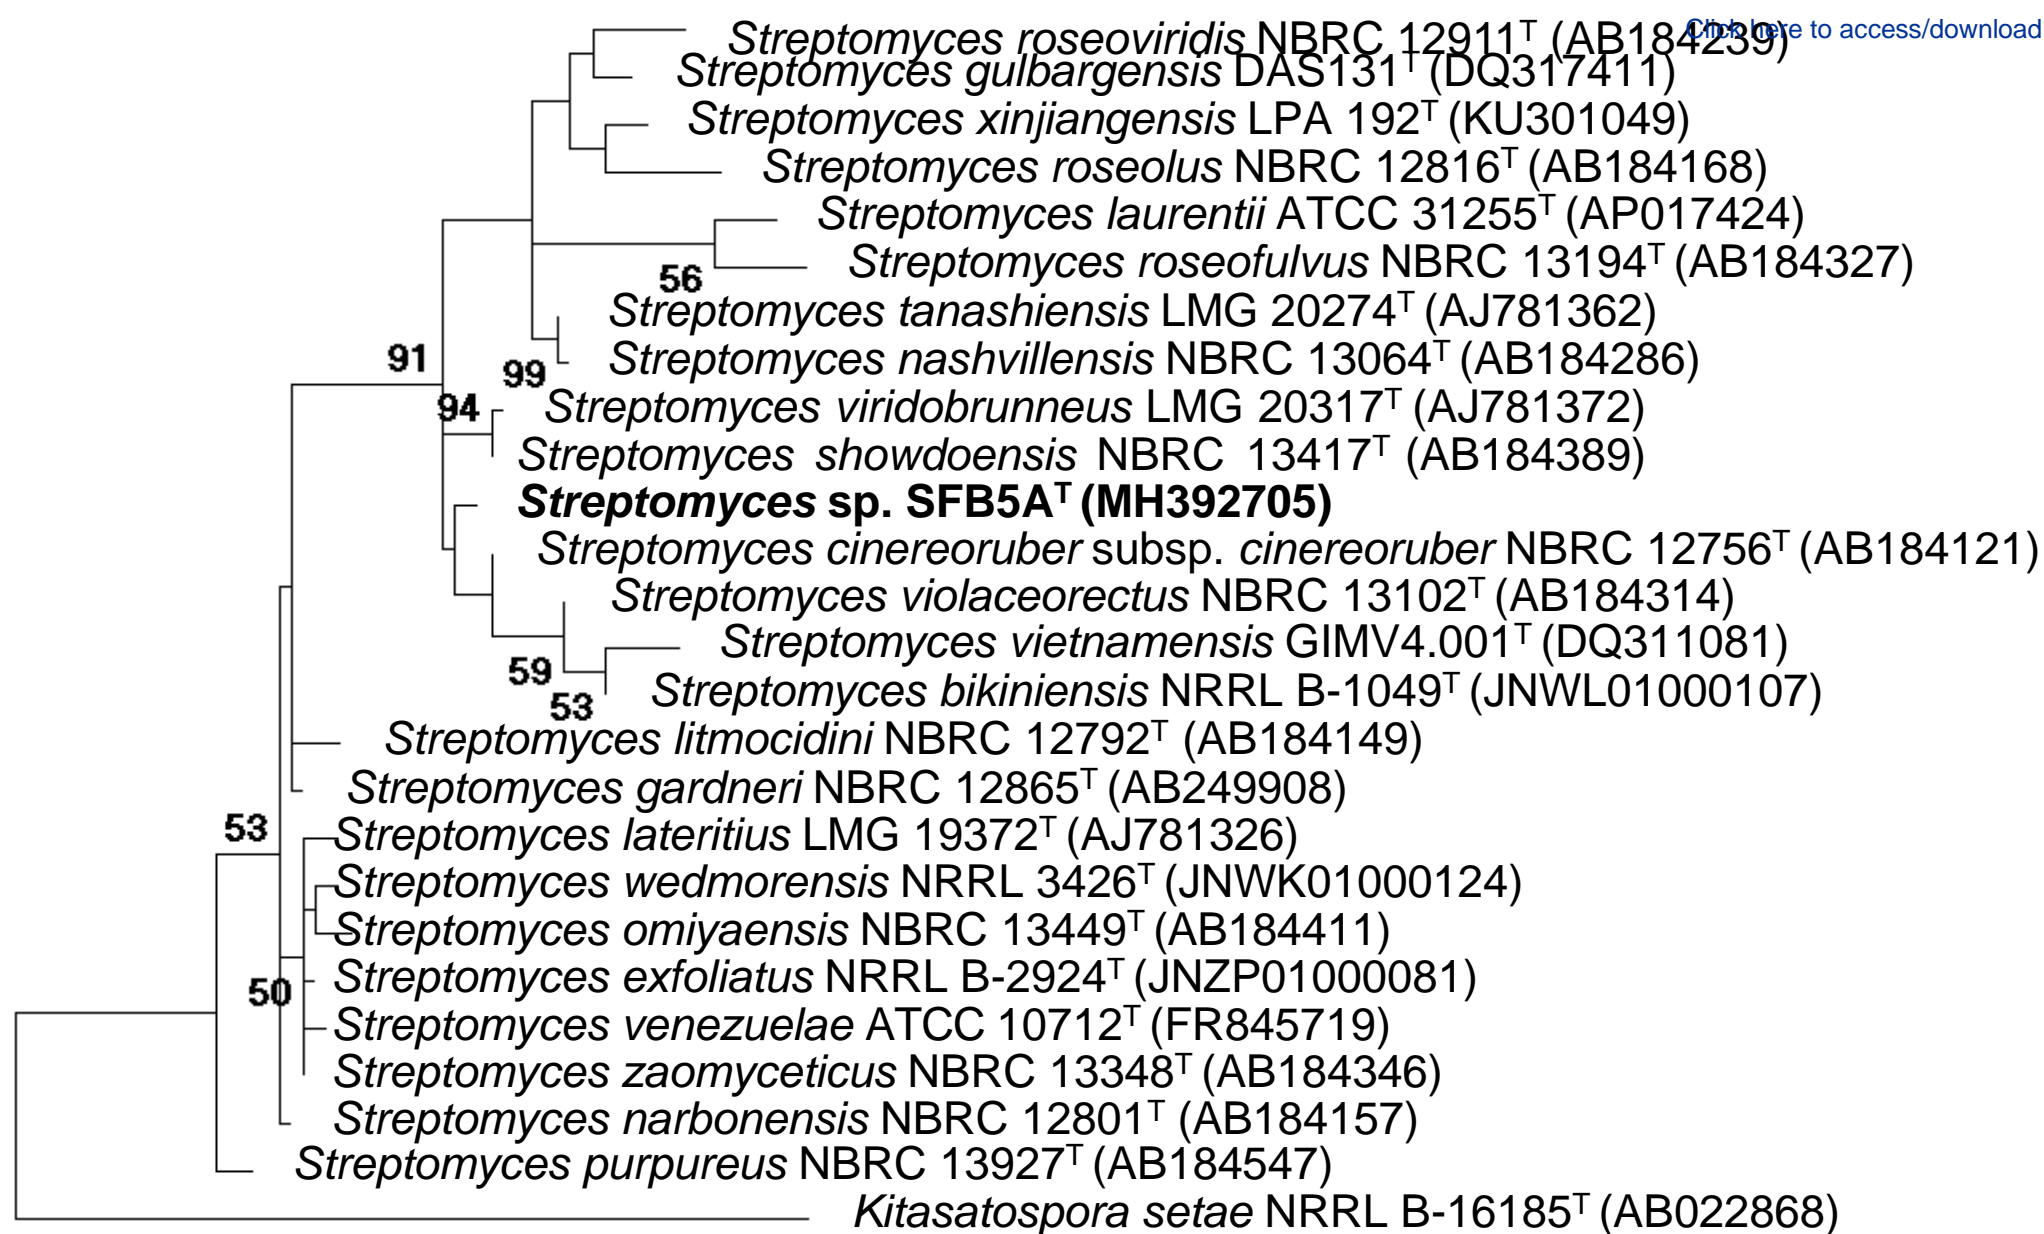 Streptomyces roseoviridis NBRC 12911T (AB184239)
Click here to access/download
Streptomyces gulbargensis DAS131T (DQ317411)
Streptomyces xinjiangensis LPA 192T (KU301049)
Streptomyces roseolus NBRC 12816T (AB184168)
Streptomyces laurentii ATCC 31255T (AP017424)
Streptomyces roseofulvus NBRC 13194T (AB184327)
56
Streptomyces tanashiensis LMG 20274T (AJ781362)
Streptomyces nashvillensis NBRC 13064T (AB184286)
91
99
Streptomyces viridobrunneus LMG 20317T (AJ781372)
94
Streptomyces showdoensis NBRC 13417T (AB184389)
Streptomyces sp. SFB5AT (MH392705)
Streptomyces cinereoruber subsp. cinereoruber NBRC 12756T (AB184121)
Streptomyces violaceorectus NBRC 13102T (AB184314)
Streptomyces vietnamensis GIMV4.001T (DQ311081)
59
Streptomyces bikiniensis NRRL B-1049T (JNWL01000107)
53
Streptomyces litmocidini NBRC 12792T (AB184149)
Streptomyces gardneri NBRC 12865T (AB249908)
53
Streptomyces lateritius LMG 19372T (AJ781326)
Streptomyces wedmorensis NRRL 3426T (JNWK01000124)
Streptomyces omiyaensis NBRC 13449T (AB184411)
Streptomyces exfoliatus NRRL B-2924T (JNZP01000081)
50
Streptomyces venezuelae ATCC 10712T (FR845719)
Streptomyces zaomyceticus NBRC 13348T (AB184346)
Streptomyces narbonensis NBRC 12801T (AB184157)
Streptomyces purpureus NBRC 13927T (AB184547)
Kitasatospora setae NRRL B-16185T (AB022868)